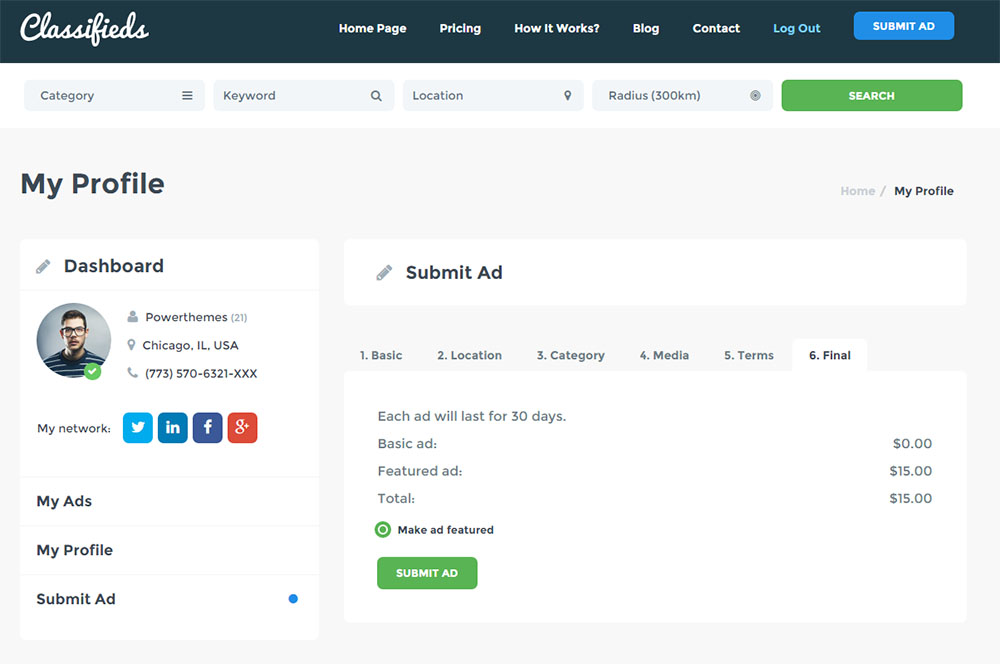 Classifieds
Home Page Pricing How It Works? Blog Contact Log Out SUBMIT AD
Category Keyword Location Radius (300km) SEARCH
My Profile
Home / My Profile
Dashboard
Powerthemes (21)
Chicago, IL, USA
(773) 570-6321-XXX
My network: in f g+
My Ads
My Profile
Submit Ad
Submit Ad
1. Basic 2. Location 3. Category 4. Media 5. Terms 6. Final
Each ad will last for 30 days.
Basic ad: $0.00
Featured ad: $15.00
Total: $15.00
Make ad featured
SUBMIT AD